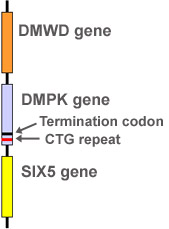 DMWD gene
DMPK gene
Termination codon
CTG repeat
SIX5 gene